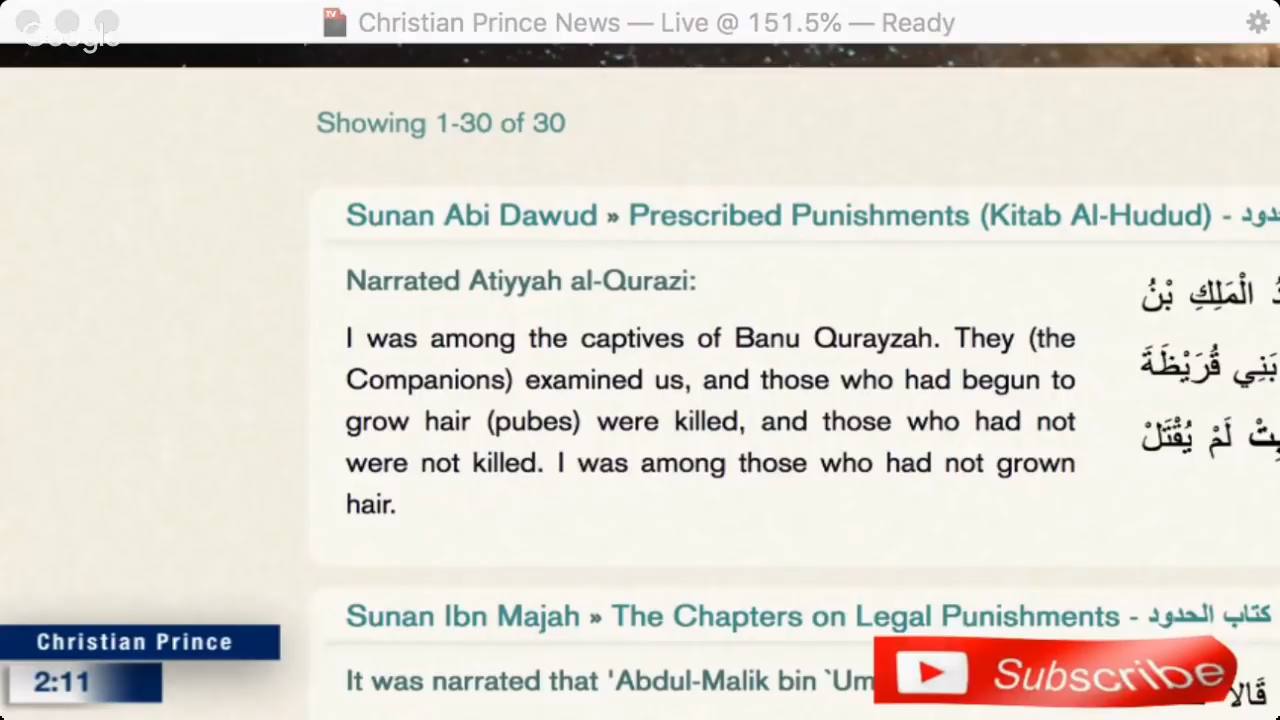 Christian Prince News — Live @ 151.5% — Ready
Google
Showing 1-30 of 30
Sunan Abi Dawud » Prescribed Punishments (Kitab Al-Hudud) -
Narrated Atiyyah al-Qurazi:
I was among the captives of Banu Qurayzah. They (the
Companions) examined us, and those who had begun to
grow hair (pubes) were killed, and those who had not
were not killed. I was among those who had not grown
hair.
الْمَلِكِ بْنُ
بَنِي قُرَيْظَةَ
لَمْ يُقْتَلْ
Sunan Ibn Majah » The Chapters on Legal Punishments - كتاب الحدود
It was narrated that 'Abdul-Malik bin `Um
قَالا
Christian Prince
2:11
TV
Subscribe